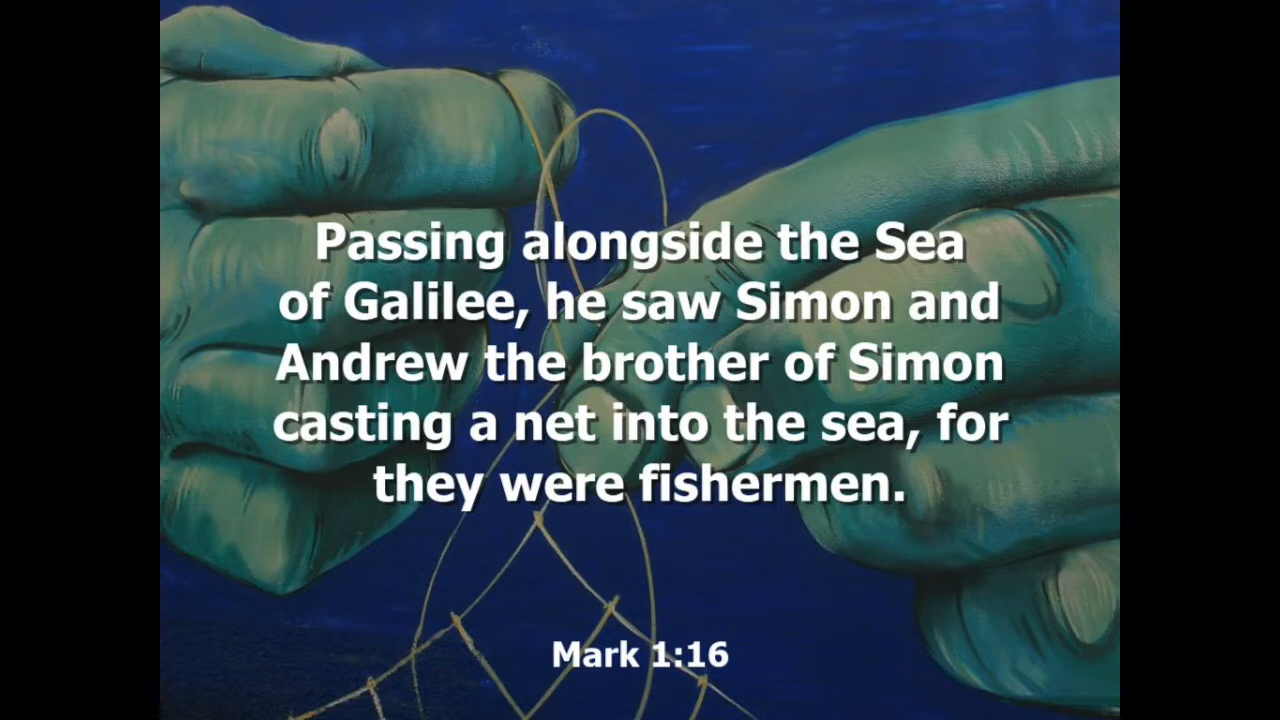 Passing alongside the Sea
of Galilee, he saw Simon and
Andrew the brother of Simon
casting a net into the sea, for
they were fishermen.
Mark 1:16